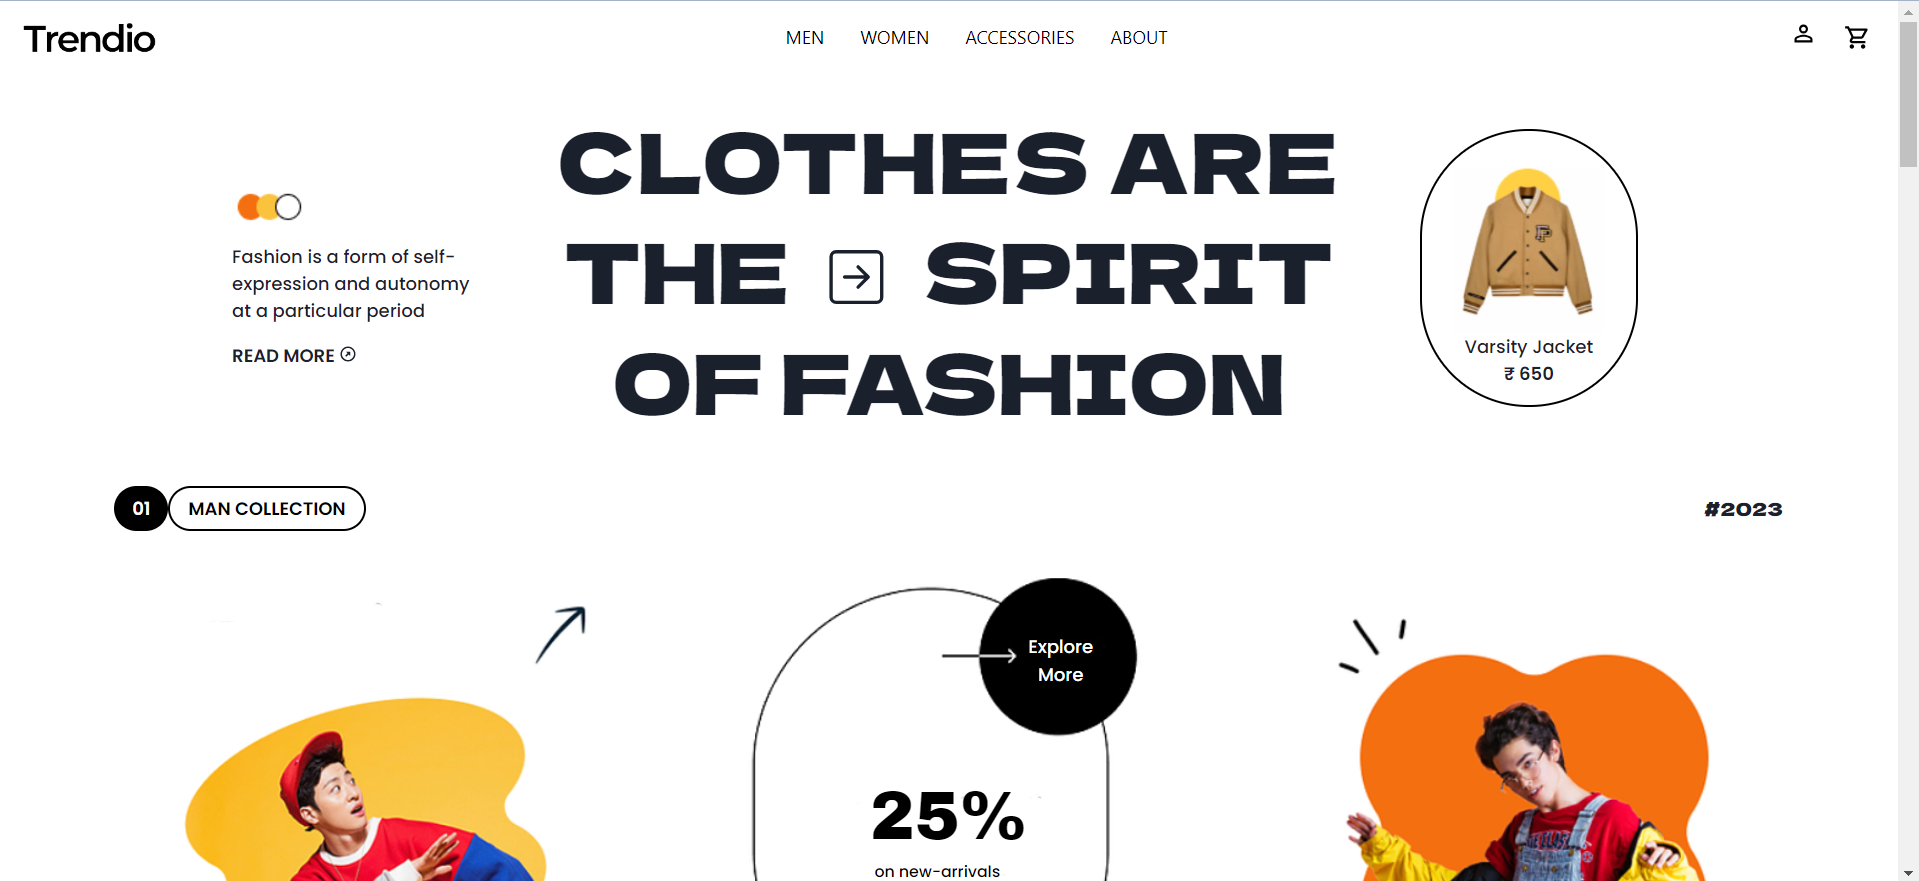 Trendio
MEN
WOMEN
ACCESSORIES
ABOUT
CLOTHES ARE
THE SPIRIT
OF FASHION
Fashion is a form of self-
expression and autonomy
at a particular period
READ MORE
P
Varsity Jacket
₹ 650
01
MAN COLLECTION
#2023
Explore
More
25%
on new-arrivals